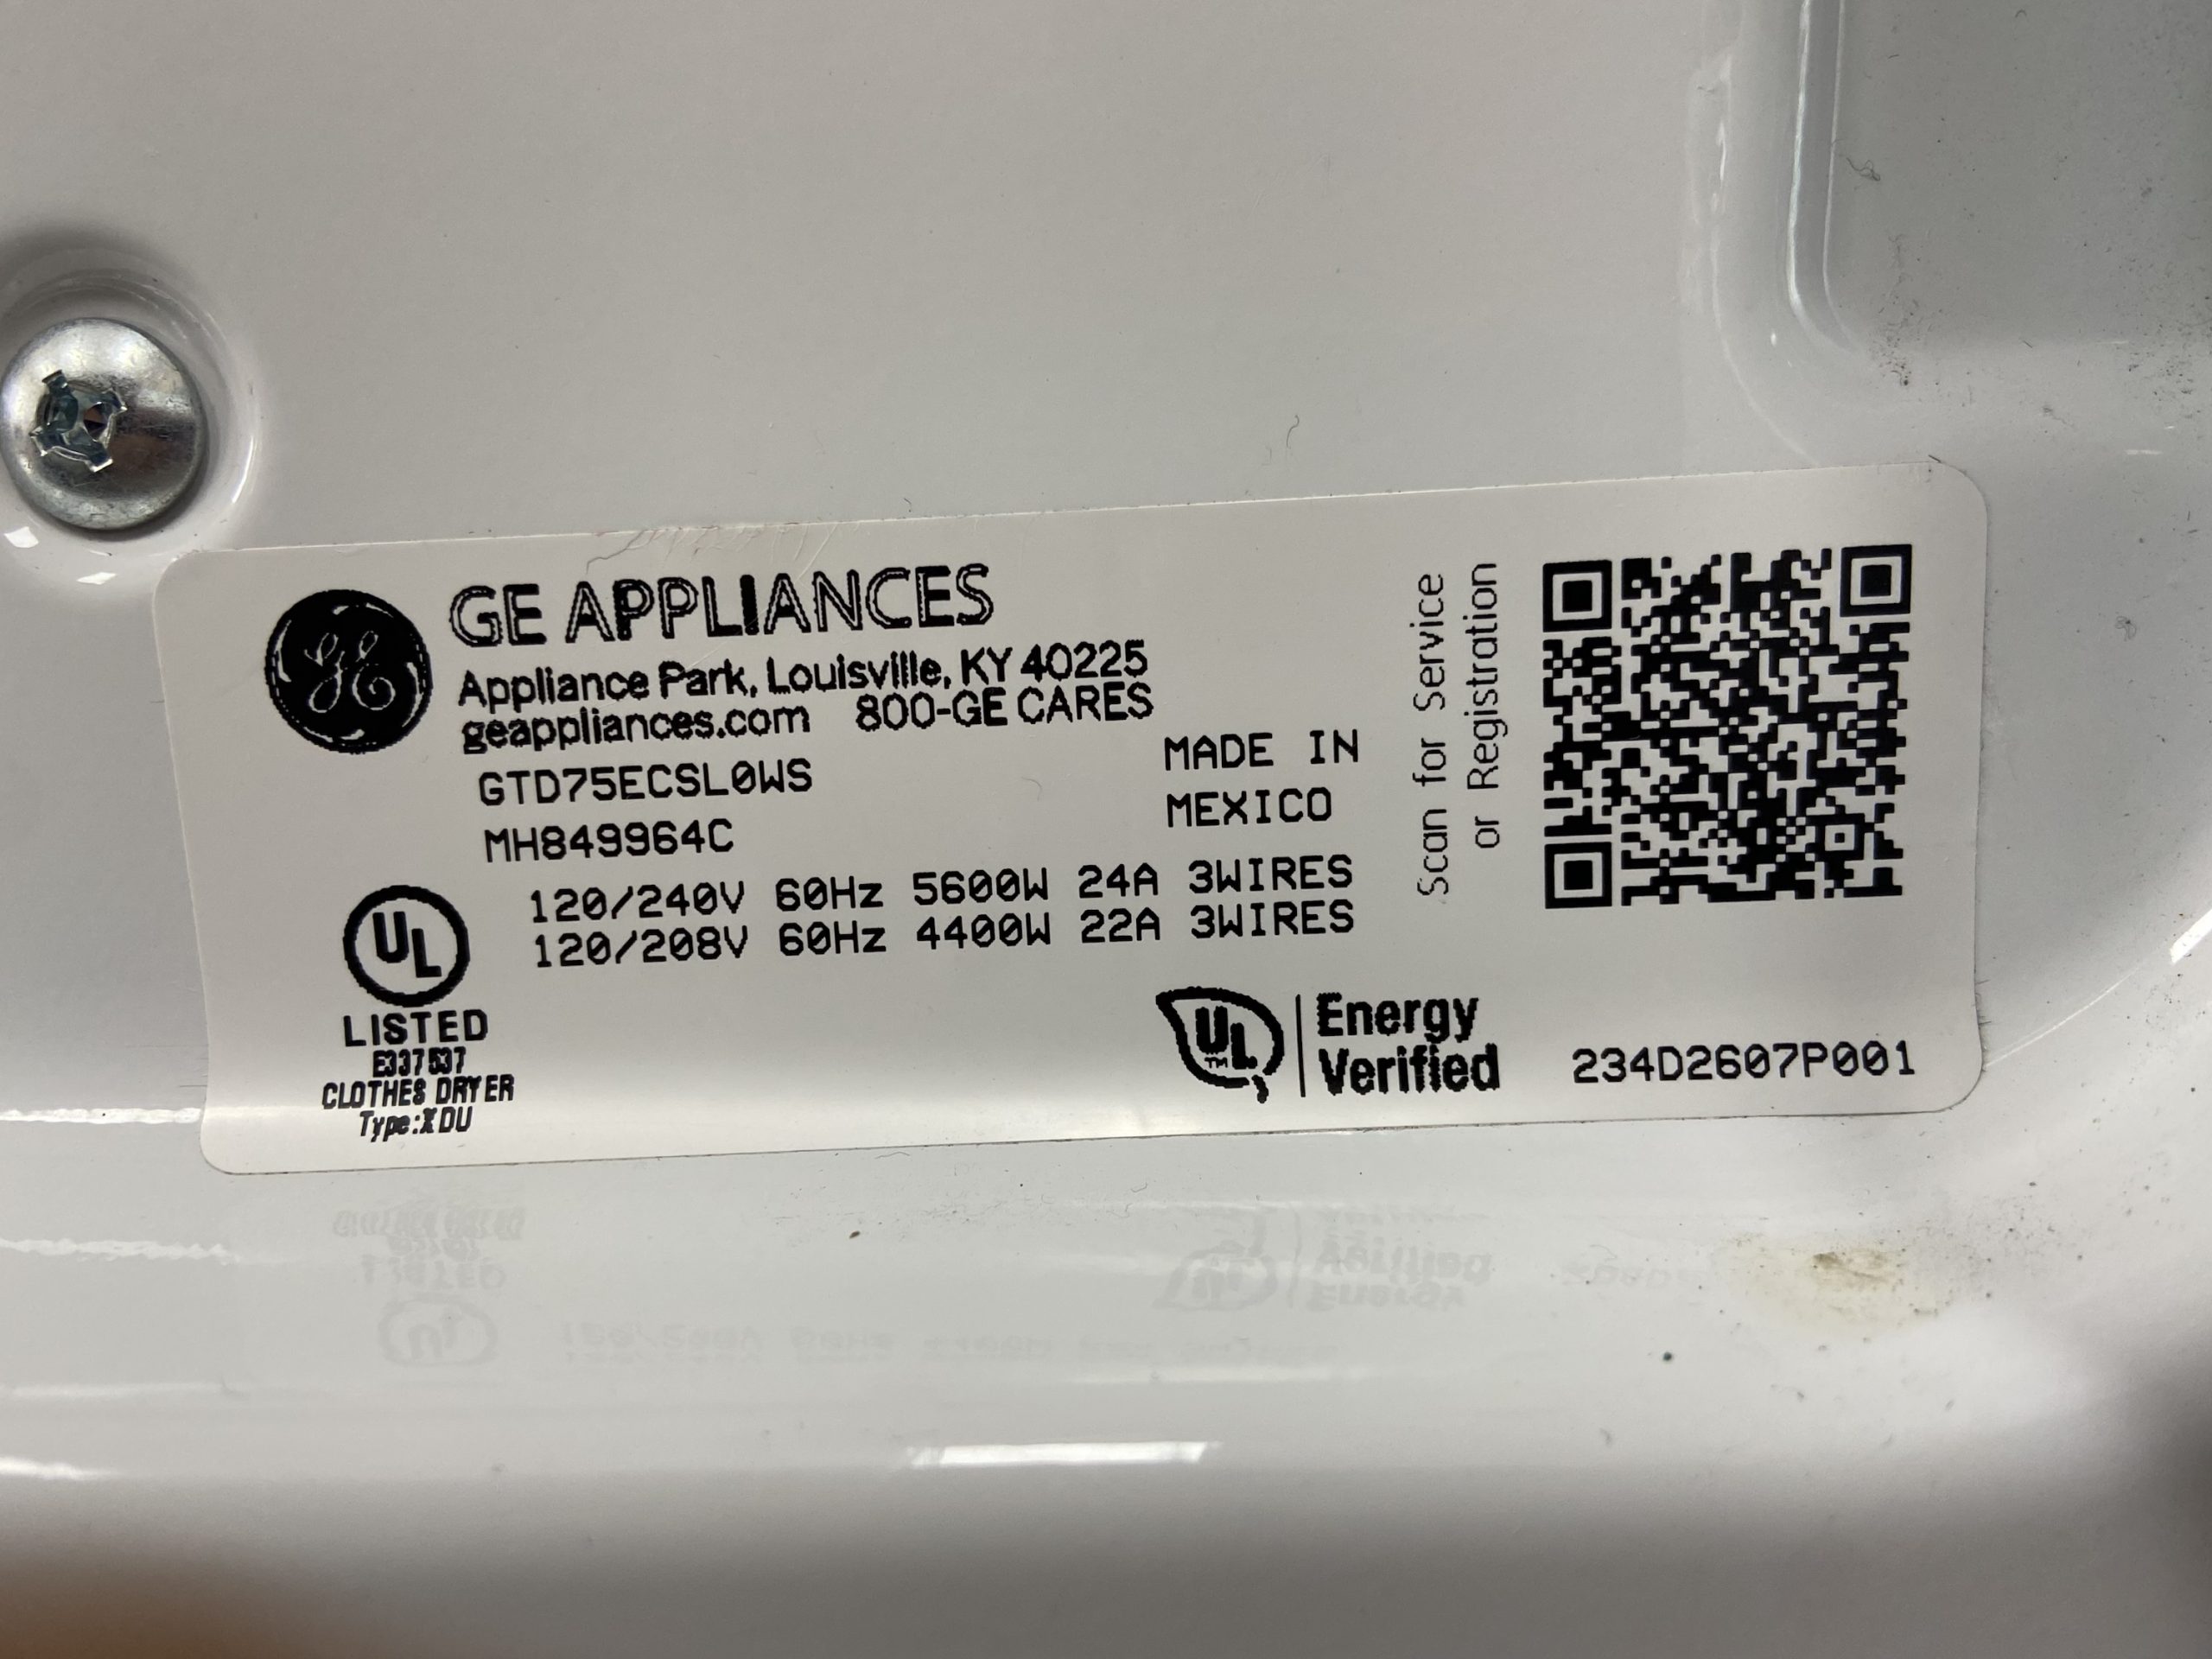 GE APPLIANCES
Appliance Park, Louisville, KY 40225
geappliances.com 800-GE CARES
GTD75ECSL0WS
MH849964C
MADE IN
MEXICO
120/240V 60Hz 5600W 24A 3WIRES
120/208V 60Hz 4400W 22A 3WIRES
UL
LISTED
E337537
CLOTHES DRYER
Type:XDU
UL™
Energy
Verified
234D2607P001
Scan for Service
or Registration